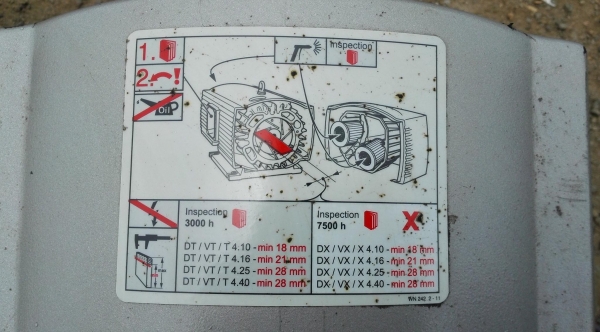 1.
Inspection
2. !
OIL
Inspection
3000 h
DT / VT / T 4.10 - min 18 mm
DT / VT / T 4.16 - min 21 mm
DT / VT / T 4.25 - min 28 mm
DT / VT / T 4.40 - min 28 mm
Inspection
7500 h
X
DX / VX / X 4.10 - min 18 mm
DX / VX / X 4.16 - min 21 mm
DX / VX / X 4.25 - min 28 mm
DX / VX / X 4.40 - min 28 mm